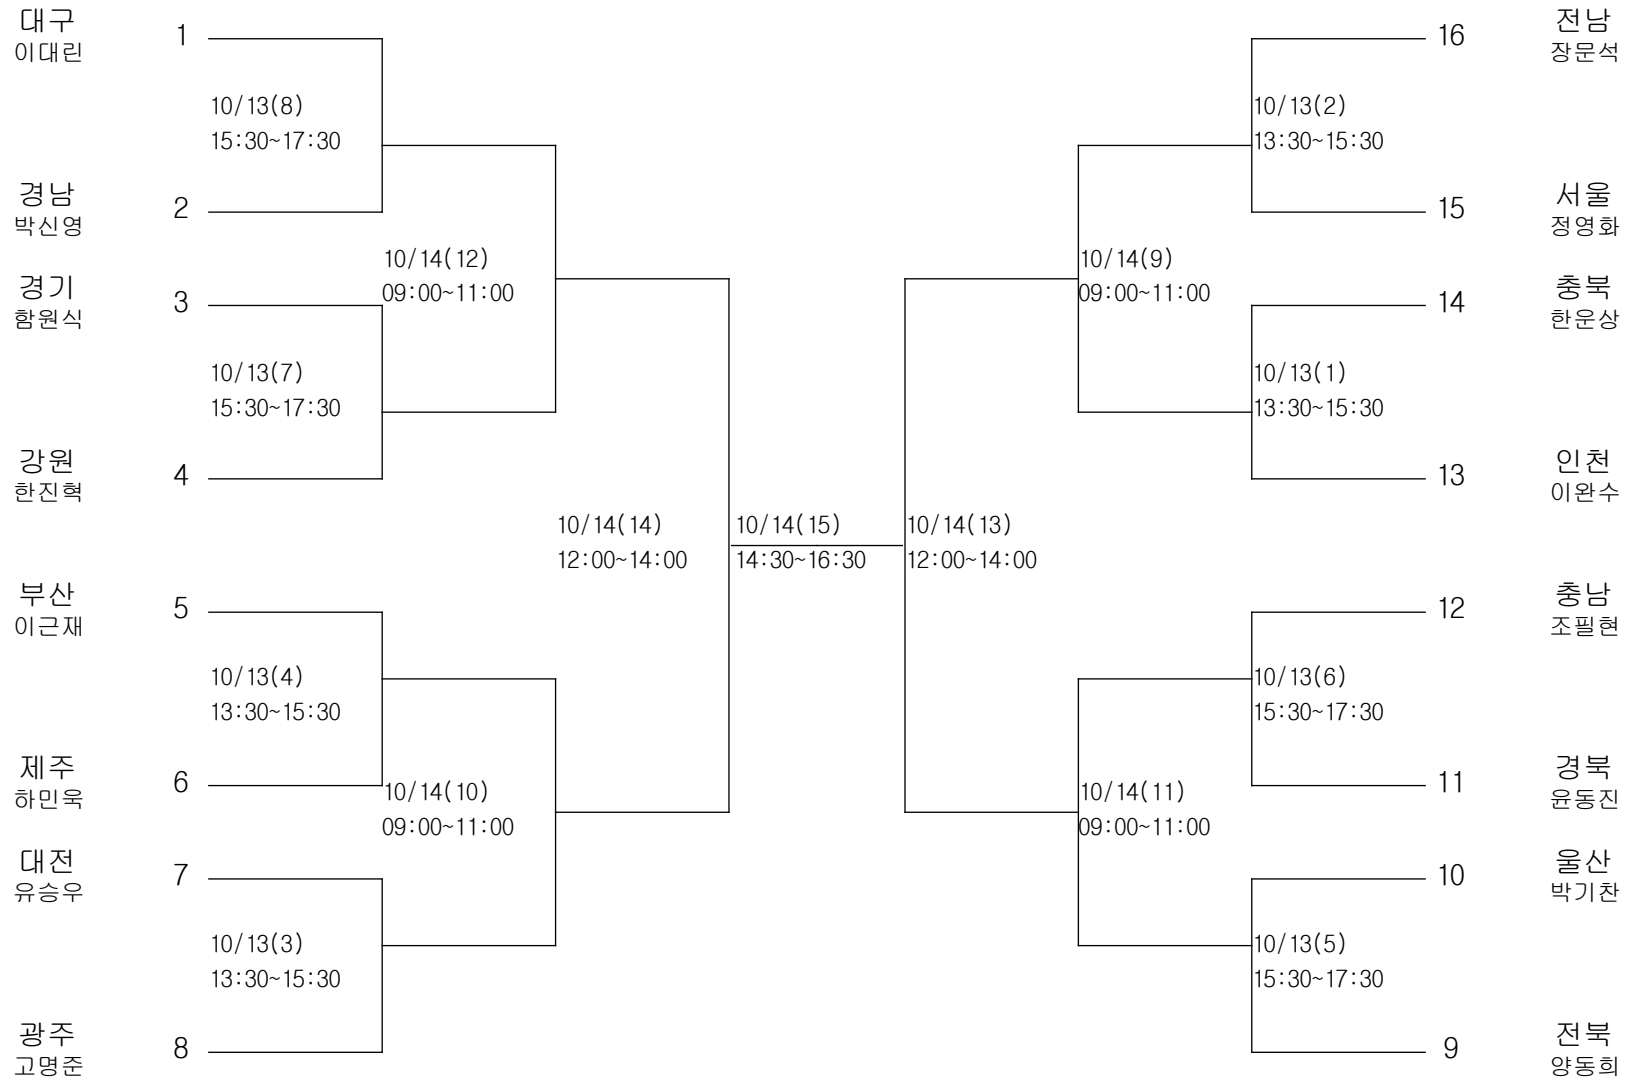 대구
이대린
1
16
전남
장문석
10/13(8)
15:30~17:30
10/13(2)
13:30~15:30
경남
박신영
2
15
서울
정영화
10/14(12)
09:00~11:00
10/14(9)
09:00~11:00
경기
함원식
3
14
충북
한운상
10/13(7)
15:30~17:30
10/13(1)
13:30~15:30
강원
한진혁
4
13
인천
이완수
10/14(14)
12:00~14:00
10/14(15)
14:30~16:30
10/14(13)
12:00~14:00
부산
이근재
5
12
충남
조필현
10/13(4)
13:30~15:30
10/13(6)
15:30~17:30
제주
하민욱
6
11
경북
윤동진
10/14(10)
09:00~11:00
10/14(11)
09:00~11:00
대전
유승우
7
10
울산
박기찬
10/13(3)
13:30~15:30
10/13(5)
15:30~17:30
광주
고명준
8
9
전북
양동희